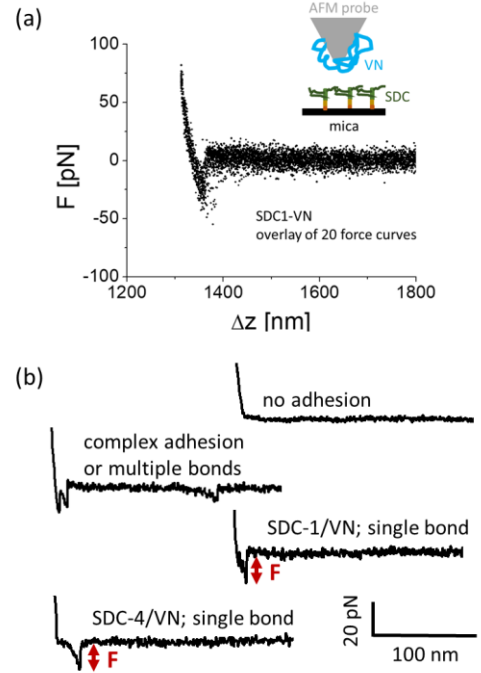 (a)
AFM probe
VN
SDC
mica
100
50
0
-50
-100
F [pN]
SDC1-VN
overlay of 20 force curves
1200 1400 1600 1800
Δz [nm]
(b)
no adhesion
complex adhesion
or multiple bonds
SDC-1/VN; single bond
F
SDC-4/VN; single bond
F
20 pN
100 nm